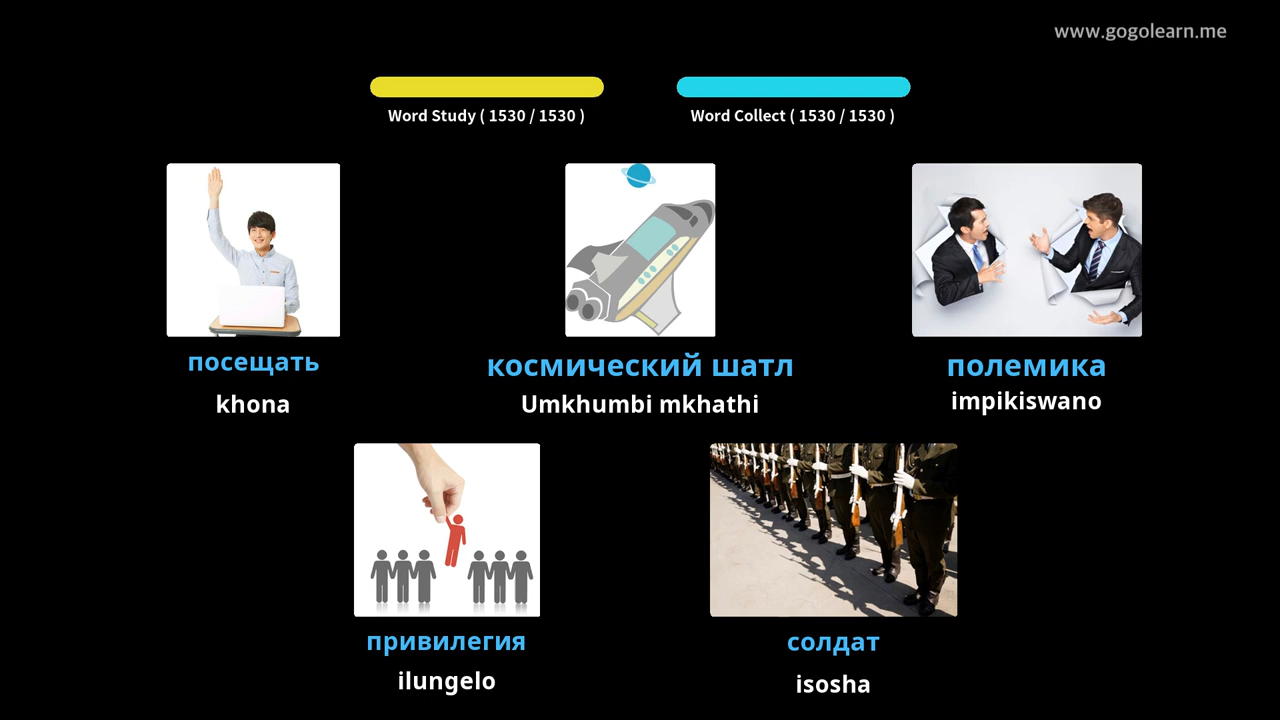 www.gogolearn.me
Word Study ( 1530 / 1530 )
Word Collect ( 1530 / 1530 )
посещать
космический шатл
полемика
khona
Umkhumbi mkhathi
impikiswano
привилегия
солдат
ilungelo
isosha